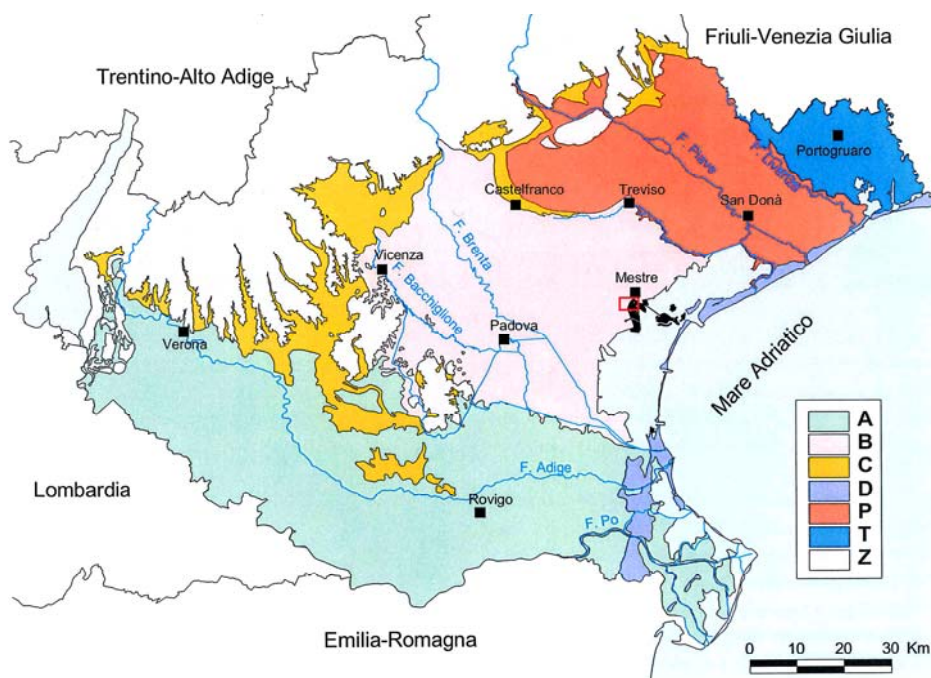 Friuli-Venezia Giulia
Trentino-Alto Adige
F. Piave
F. Livenza
Portogruaro
Castelfranco
Treviso
San Donà
F. Brenta
Vicenza
F. Bacchiglione
Mestre
Padova
Verona
Mare Adriatico
A
B
C
D
P
T
Z
Lombardia
F. Adige
Rovigo
F. Po
Emilia-Romagna
0 10 20 30 Km